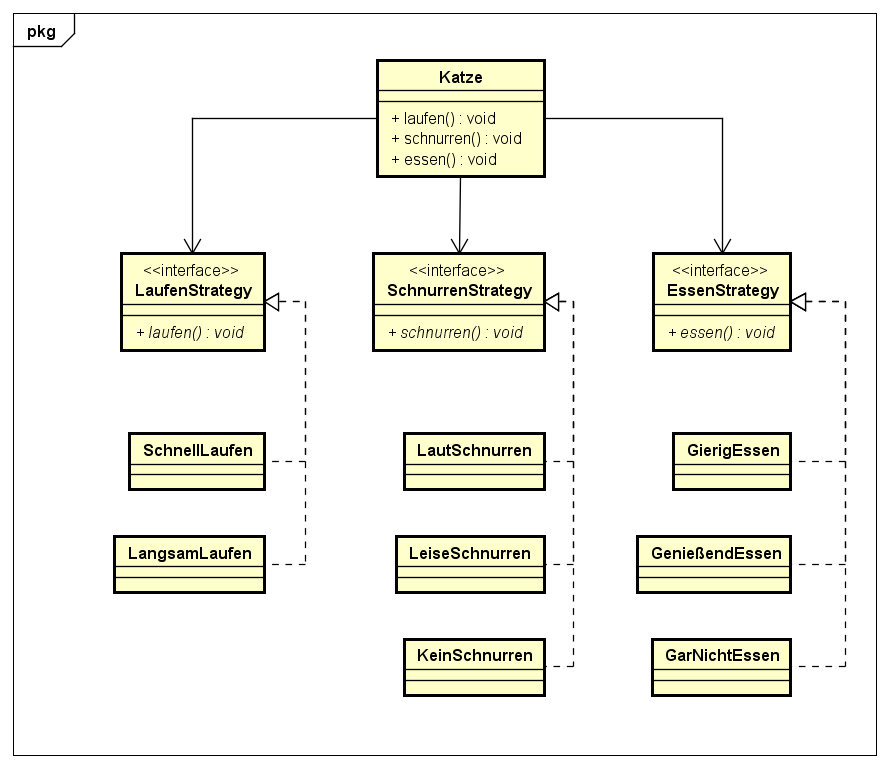 pkg
Katze
+ laufen() : void
+ schnurren() : void
+ essen() : void
<<interface>>
LaufenStrategy
+ laufen() : void
<<interface>>
SchnurrenStrategy
+ schnurren() : void
<<interface>>
EssenStrategy
+ essen() : void
SchnellLaufen
LautSchnurren
GierigEssen
LangsamLaufen
LeiseSchnurren
GenießendEssen
KeinSchnurren
GarNichtEssen